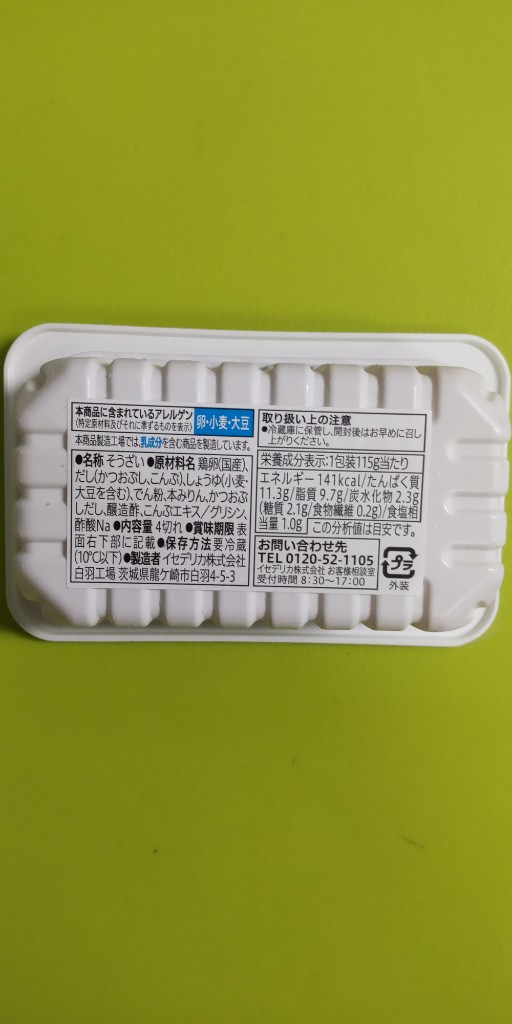 本商品に含まれているアレルゲン
(特定原材料及びそれに準ずるものを表示)
卵・小麦・大豆
本商品製造工場では、乳成分を含む商品を製造しています。
●名称 そうざい ●原材料名 鶏卵(国産)、
だし(かつおぶし、こんぶ)、しょうゆ(小麦・
大豆を含む)、でん粉、本みりん、かつおぶ
しだし、醸造酢、こんぶエキス/グリシン、
酢酸Na ●内容量 4切れ ●賞味期限 表
面右下部に記載 ●保存方法 要冷蔵
(10℃以下) ●製造者 イセデリカ株式会社
白羽工場 茨城県龍ケ崎市白羽4-5-3
取り扱い上の注意
●冷蔵庫に保管し、開封後はお早めに召し
上がりください。
栄養成分表示:1包装115g当たり
エネルギー 141kcal/たんぱく質
11.3g/脂質 9.7g/炭水化物 2.3g
(糖質 2.1g/食物繊維 0.2g)/食塩相
当量 1.0g この分析値は目安です。
お問い合わせ先
TEL 0120-52-1105
イセデリカ株式会社 お客様相談室
受付時間 8:30〜17:00
プラ
外装